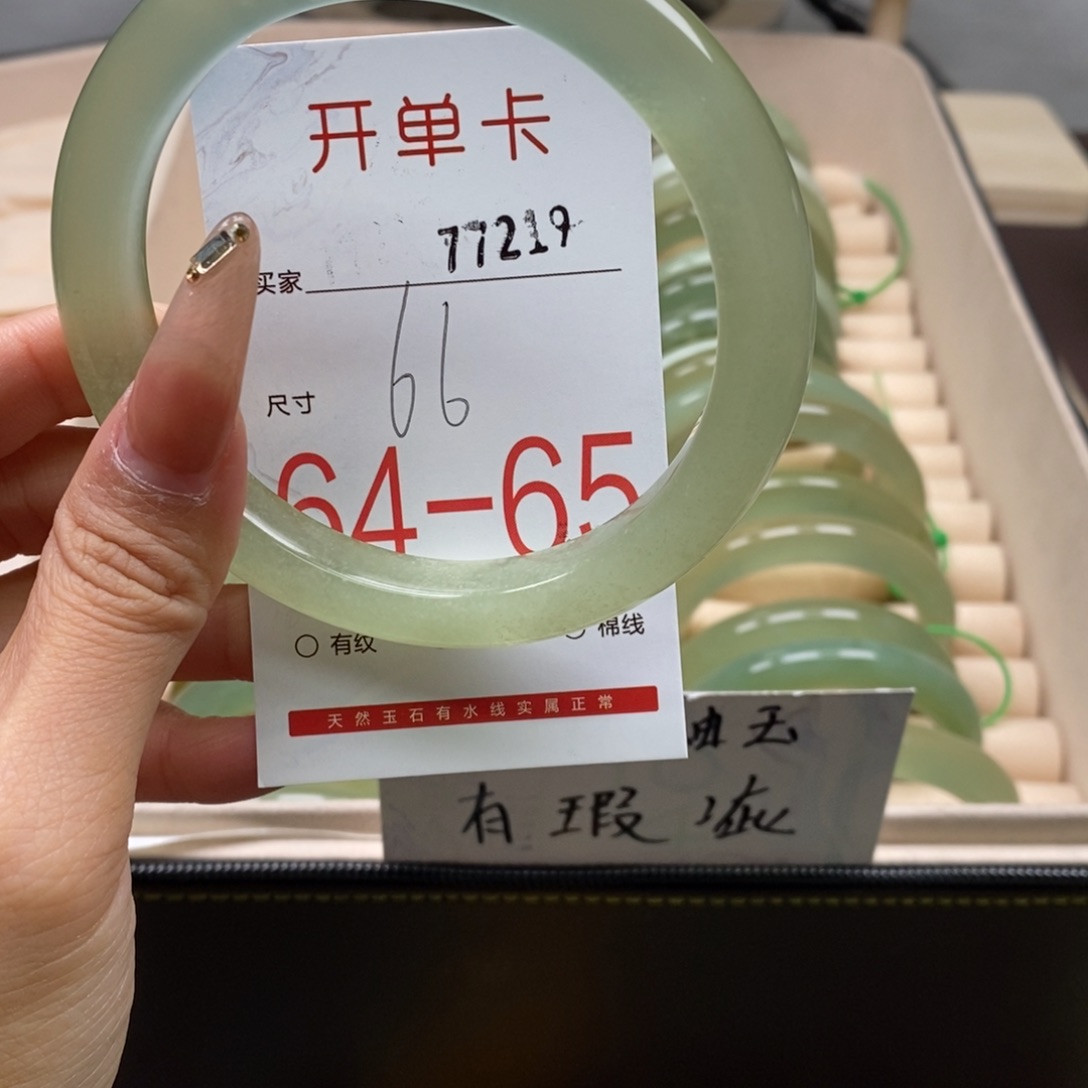 开单卡
77219
买家
66
尺寸
64-65
有纹 棉线
天然玉石有水线实属正常
玉
有瑕疵